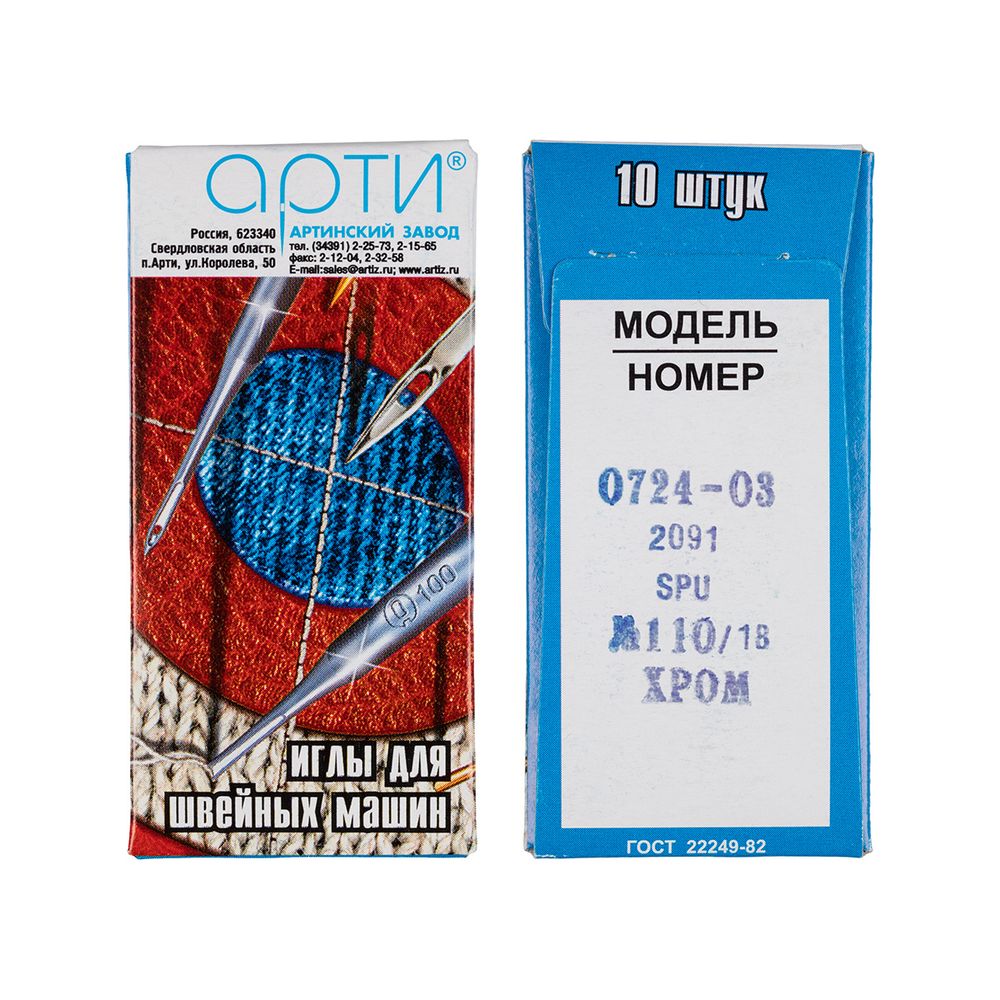 арти®
Россия, 623340
Свердловская область
п.Арти, ул.Королева, 50
АРТИНСКИЙ ЗАВОД
тел. (34391) 2-25-73, 2-15-65
факс: 2-12-04, 2-32-58
E-mail:sales@artiz.ru; www.artiz.ru
100
ИГЛЫ ДЛЯ
ШВЕЙНЫХ МАШИН
10 ШТУК
МОДЕЛЬ
НОМЕР
0724-03
2091
SPU
№110/18
ХРОМ
ГОСТ 22249-82